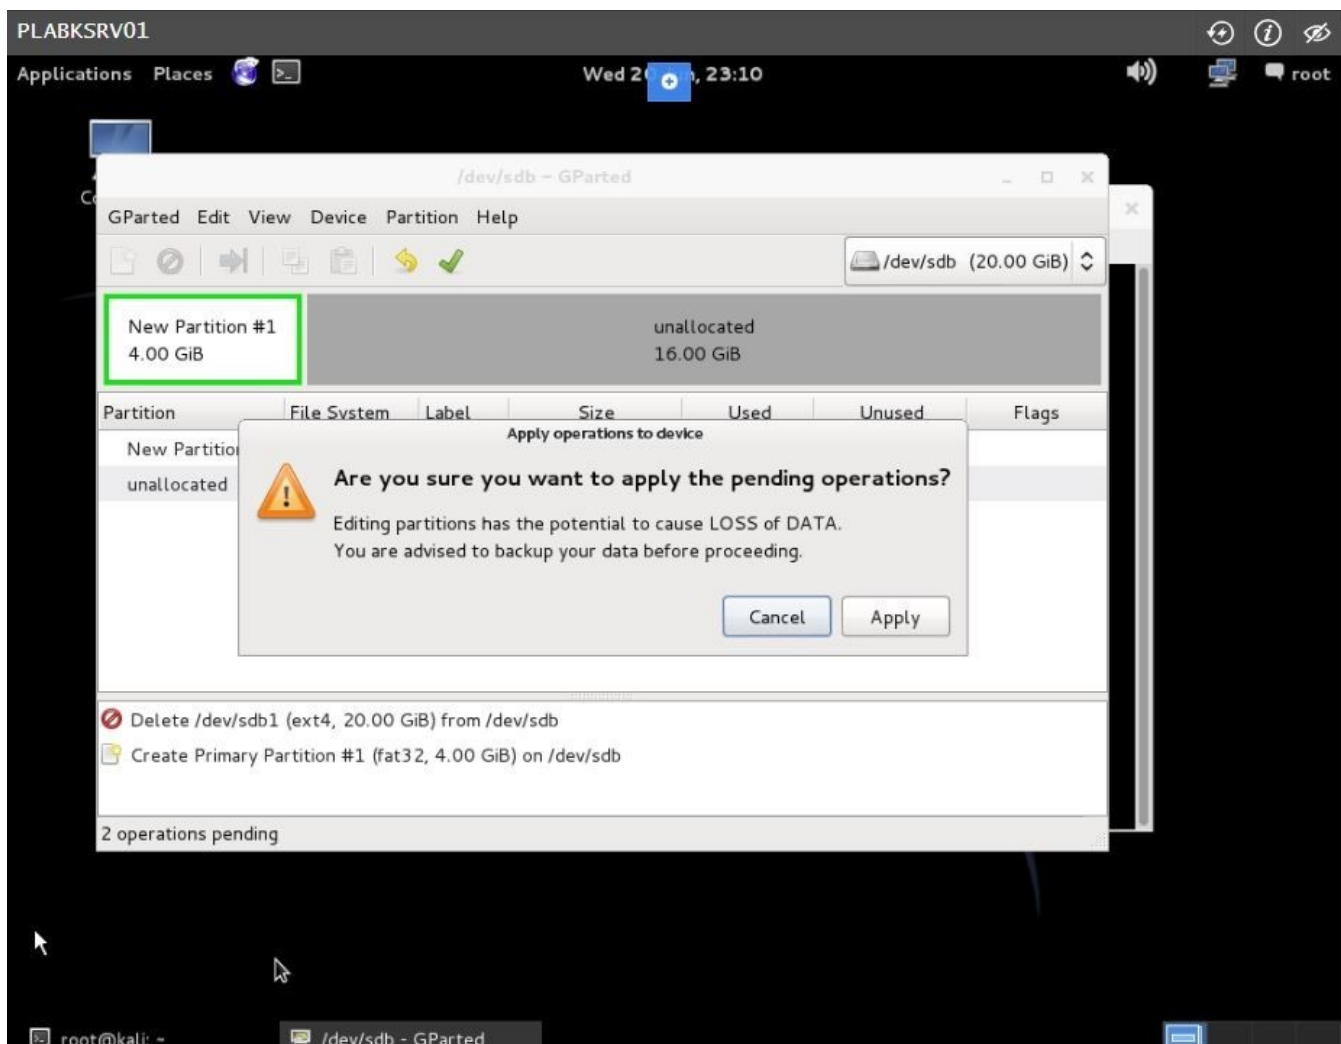 PLABKSRV01
Applications Places
Wed 2 , 23:10
root
/dev/sdb – GParted
GParted Edit View Device Partition Help
/dev/sdb (20.00 GiB)
New Partition #1
4.00 GiB
unallocated
16.00 GiB
Partition File System Label Size Used Unused Flags
New Partitio
unallocated
Apply operations to device
Are you sure you want to apply the pending operations?
Editing partitions has the potential to cause LOSS of DATA.
You are advised to backup your data before proceeding.
Cancel Apply
Delete /dev/sdb1 (ext4, 20.00 GiB) from /dev/sdb
Create Primary Partition #1 (fat32, 4.00 GiB) on /dev/sdb
2 operations pending
root@kali: ~
/dev/sdb - GParted